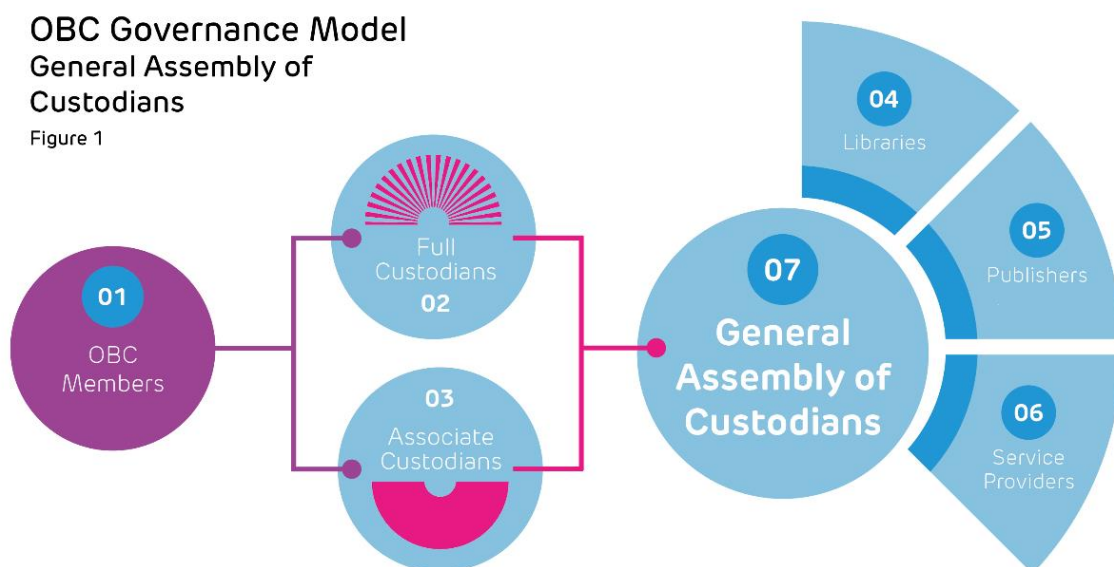 OBC Governance Model
General Assembly of
Custodians
Figure 1
01
OBC
Members
Full
Custodians
02
03
Associate
Custodians
04
Libraries
05
Publishers
06
Service
Providers
07
General
Assembly of
Custodians